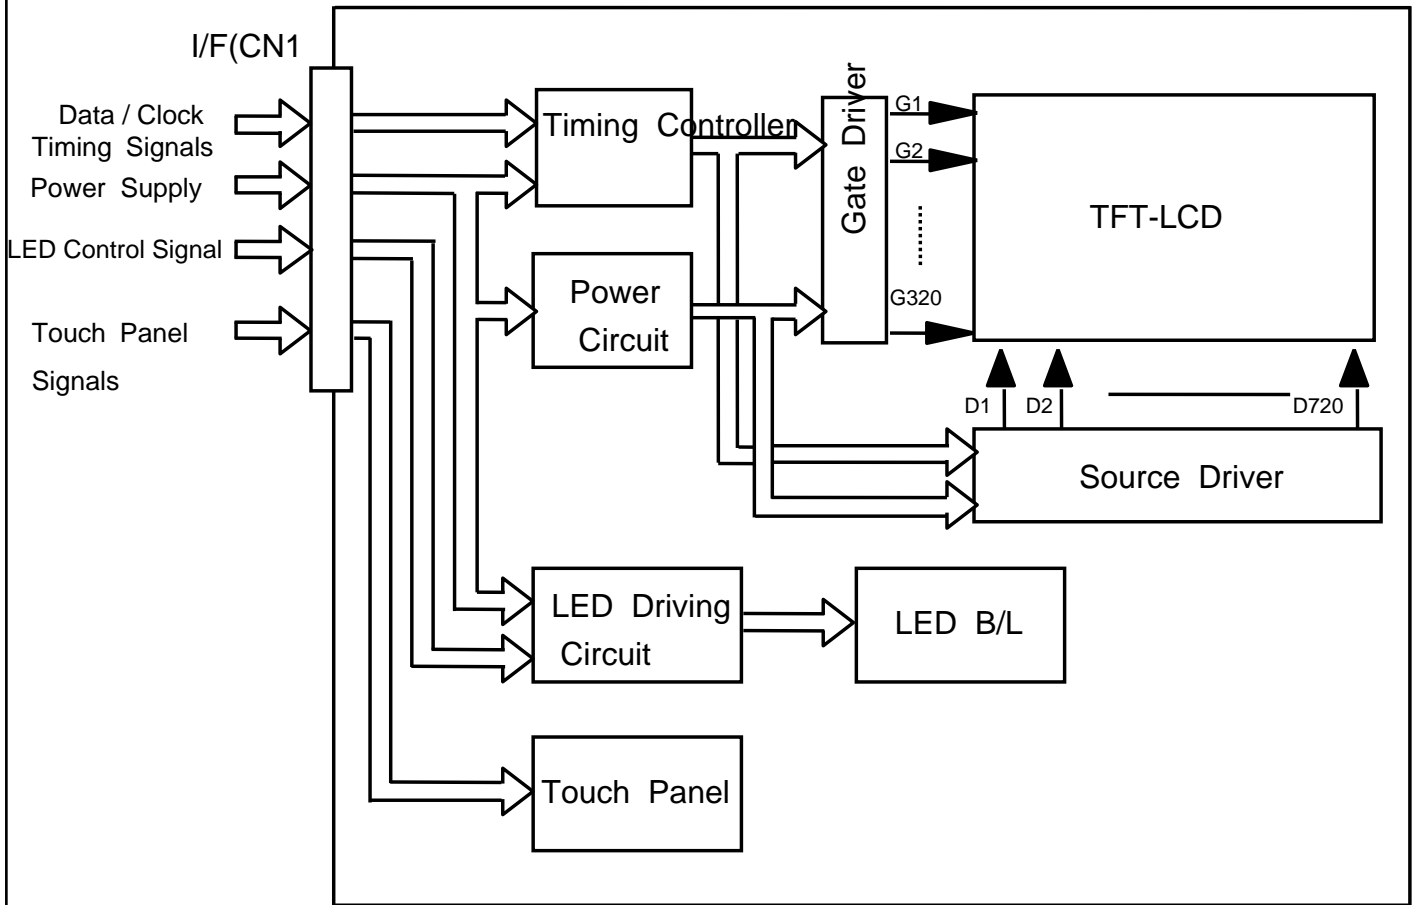 I/F(CN1
Data / Clock
Timing Signals
Power Supply
LED Control Signal
Touch Panel
Signals
Timing Controller
Power
Circuit
Gate Driver
G1
G2
G320
TFT-LCD
D1
D2
D720
Source Driver
LED Driving
Circuit
LED B/L
Touch Panel